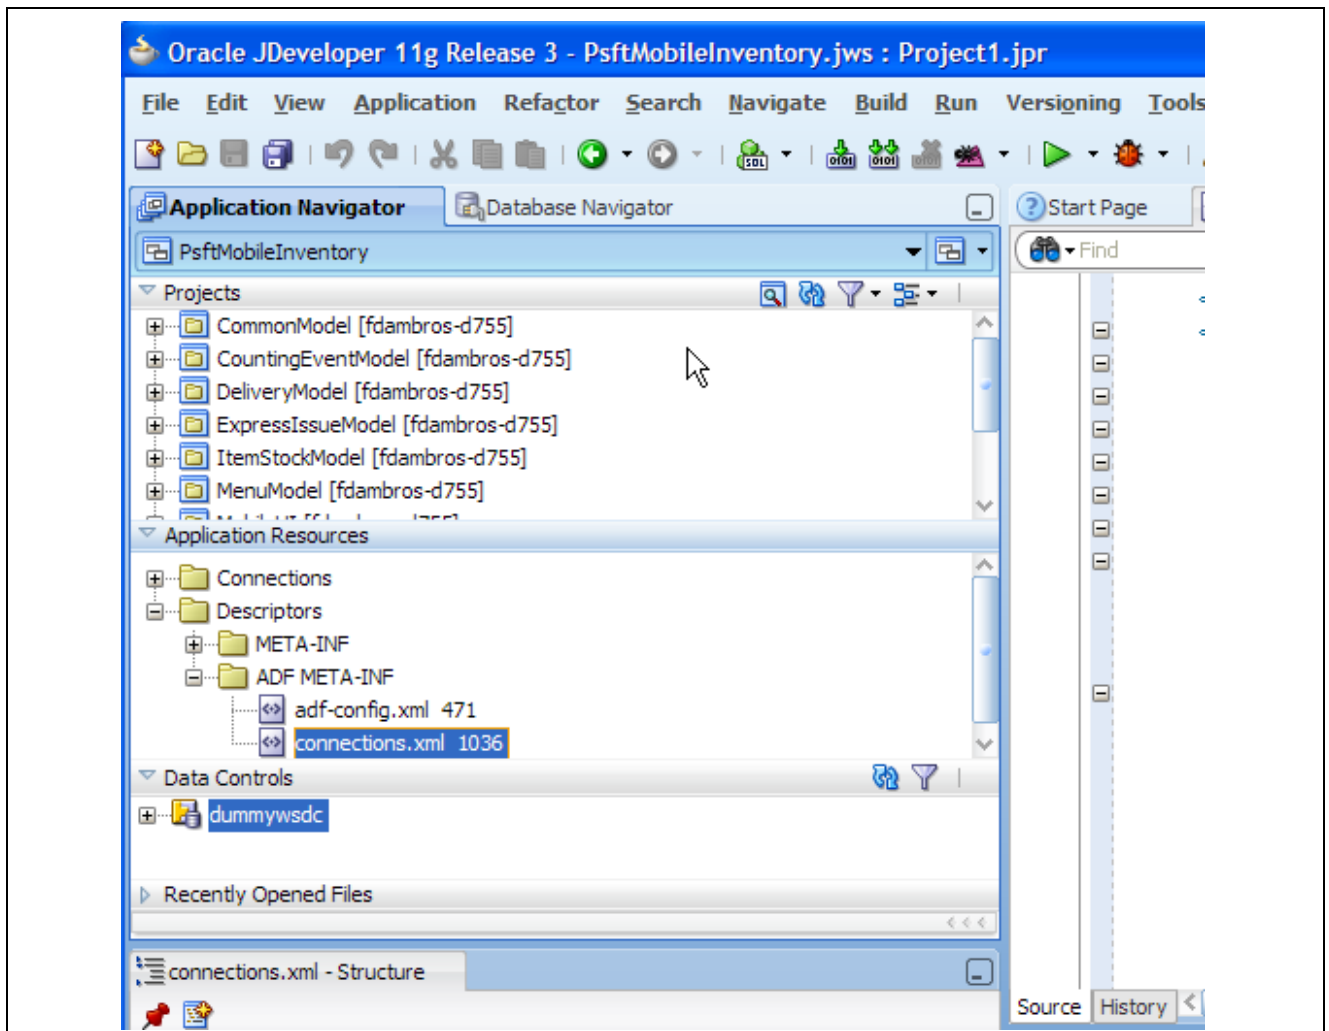 Oracle JDeveloper 11g Release 3 - PsftMobileInventory.jws : Project1.jpr
File Edit View Application Refactor Search Navigate Build Run Versioning Tools
Application Navigator Database Navigator Start Page
PsftMobileInventory Find
Projects
CommonModel [fdambros-d755]
CountingEventModel [fdambros-d755]
DeliveryModel [fdambros-d755]
ExpressIssueModel [fdambros-d755]
ItemStockModel [fdambros-d755]
MenuModel [fdambros-d755]
Application Resources
Connections
Descriptors
META-INF
ADF META-INF
adf-config.xml 471
connections.xml 1036
Data Controls
dummywsdc
Recently Opened Files
connections.xml - Structure
Source History